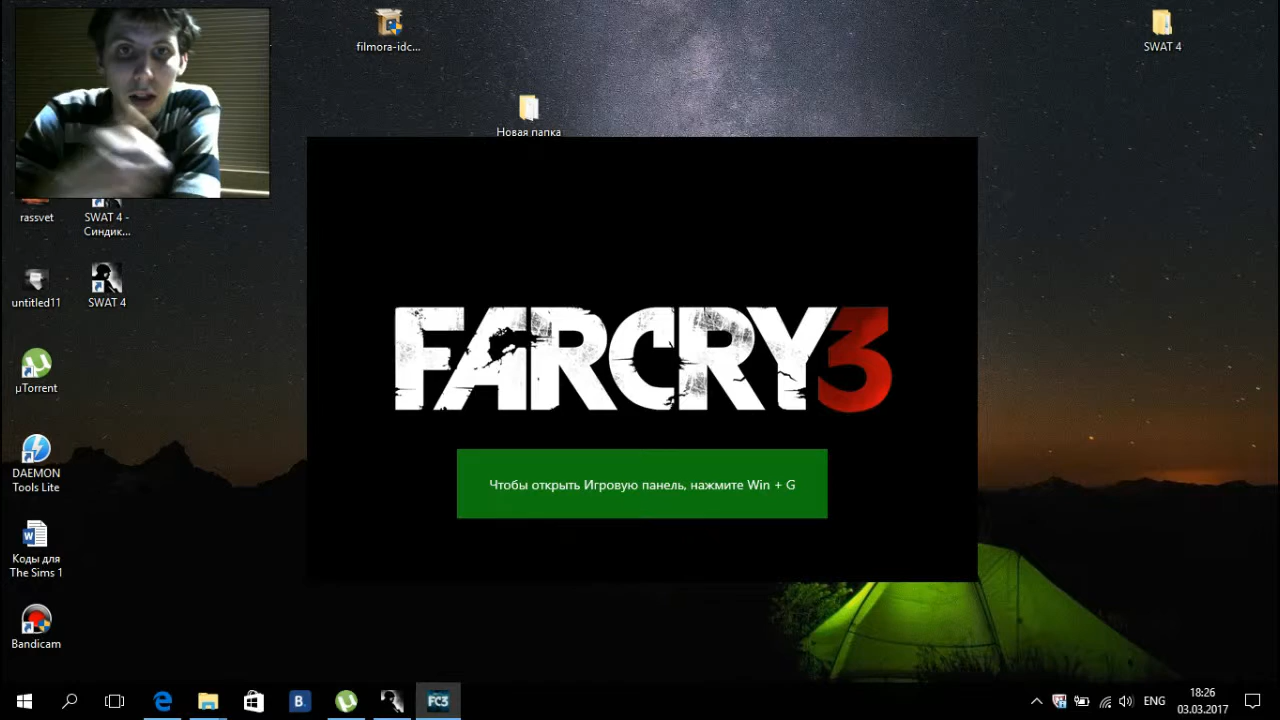 filmora-idc...
SWAT 4
Новая папка
rassvet
SWAT 4 -
Синдик...
untitled11
SWAT 4
µTorrent
DAEMON
Tools Lite
Коды для
The Sims 1
Bandicam
FARCRY3
Чтобы открыть Игровую панель, нажмите Win + G
B.
FC3
ENG
18:26
03.03.2017